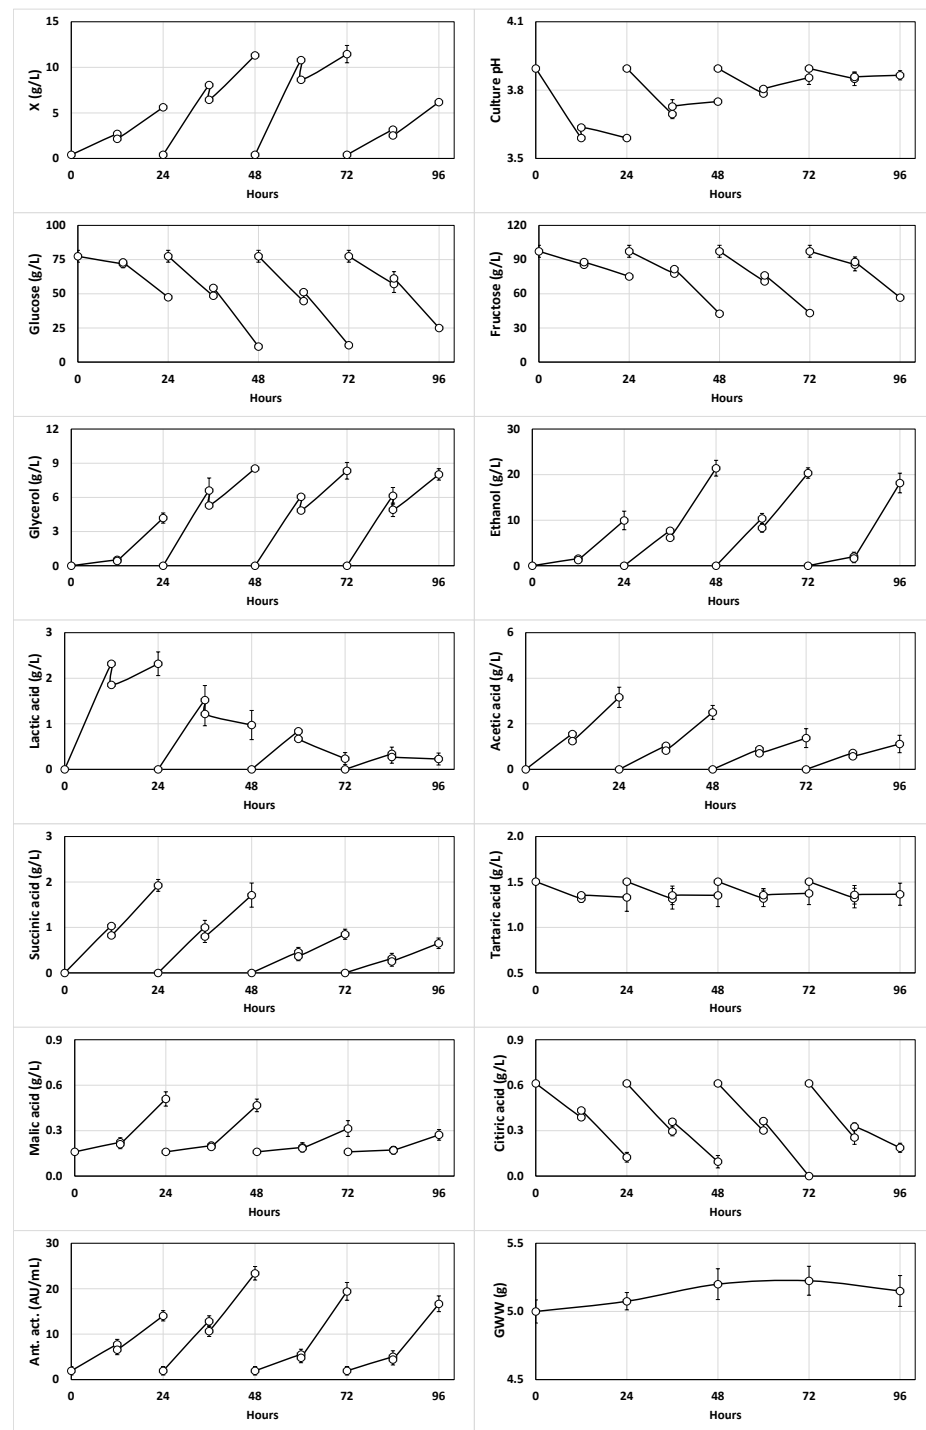 X (g/L)
15
10
5
0
0 24 48 72 96
Hours
Culture pH
4.1
3.8
3.5
0 24 48 72 96
Hours
Glucose (g/L)
100
75
50
25
0
0 24 48 72 96
Hours
Fructose (g/L)
120
90
60
30
0
0 24 48 72 96
Hours
Glycerol (g/L)
12
9
6
3
0
0 24 48 72 96
Hours
Ethanol (g/L)
30
20
10
0
0 24 48 72 96
Hours
Lactic acid (g/L)
3
2
1
0
0 24 48 72 96
Hours
Acetic acid (g/L)
6
4
2
0
0 24 48 72 96
Hours
Succinic acid (g/L)
3
2
1
0
0 24 48 72 96
Hours
Tartaric acid (g/L)
2.0
1.5
1.0
0.5
0 24 48 72 96
Hours
Malic acid (g/L)
0.9
0.6
0.3
0.0
0 24 48 72 96
Hours
Citiric acid (g/L)
0.9
0.6
0.3
0.0
0 24 48 72 96
Hours
Ant. act. (AU/mL)
30
20
10
0
0 24 48 72 96
Hours
GWW (g)
5.5
5.0
4.5
0 24 48 72 96
Hours